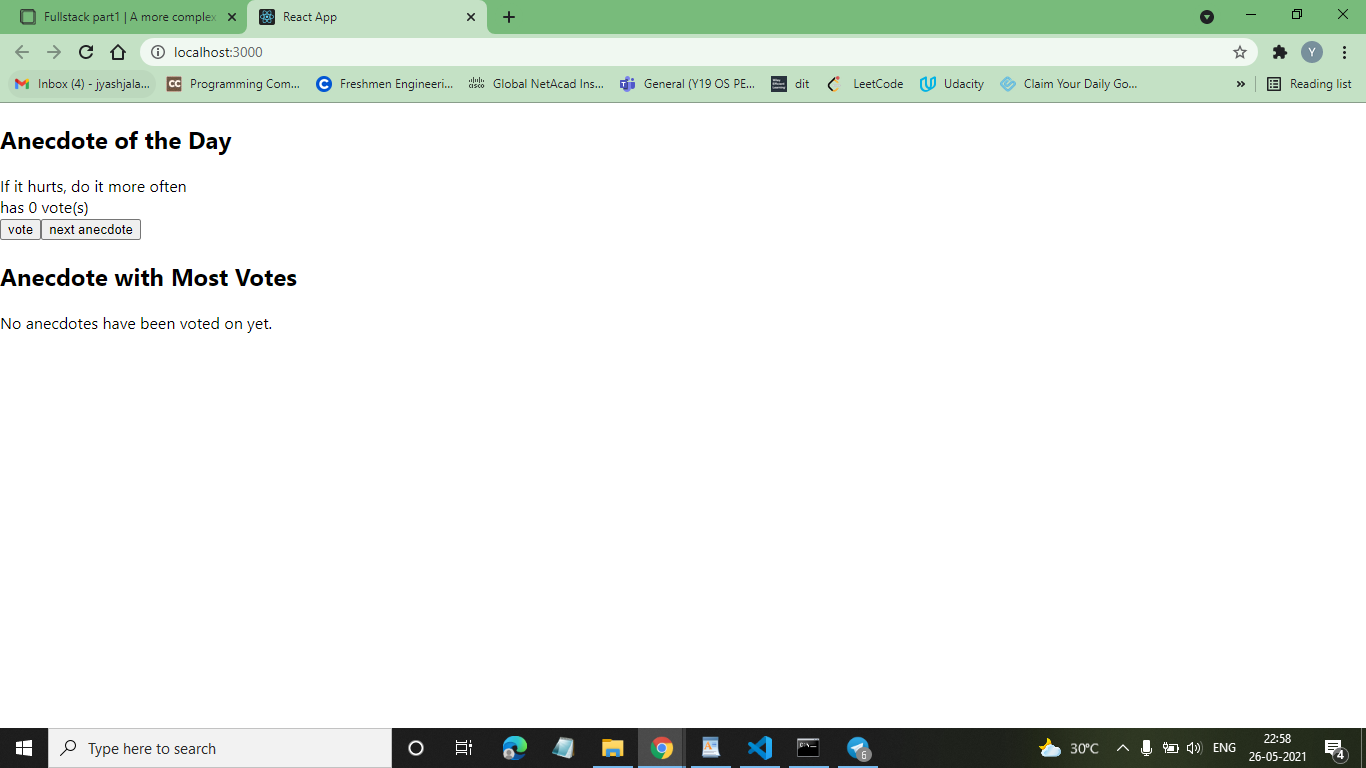 Fullstack part1 | A more complex
React App
localhost:3000
Y
Inbox (4) - jyashjala...
CC
Programming Com...
Freshmen Engineeri...
Global NetAcad Ins...
General (Y19 OS PE...
dit
LeetCode
Udacity
Claim Your Daily Go...
»
Reading list
Anecdote of the Day
If it hurts, do it more often
has 0 vote(s)
vote
next anecdote
Anecdote with Most Votes
No anecdotes have been voted on yet.
Type here to search
6
30°C
ENG
22:58
26-05-2021
4